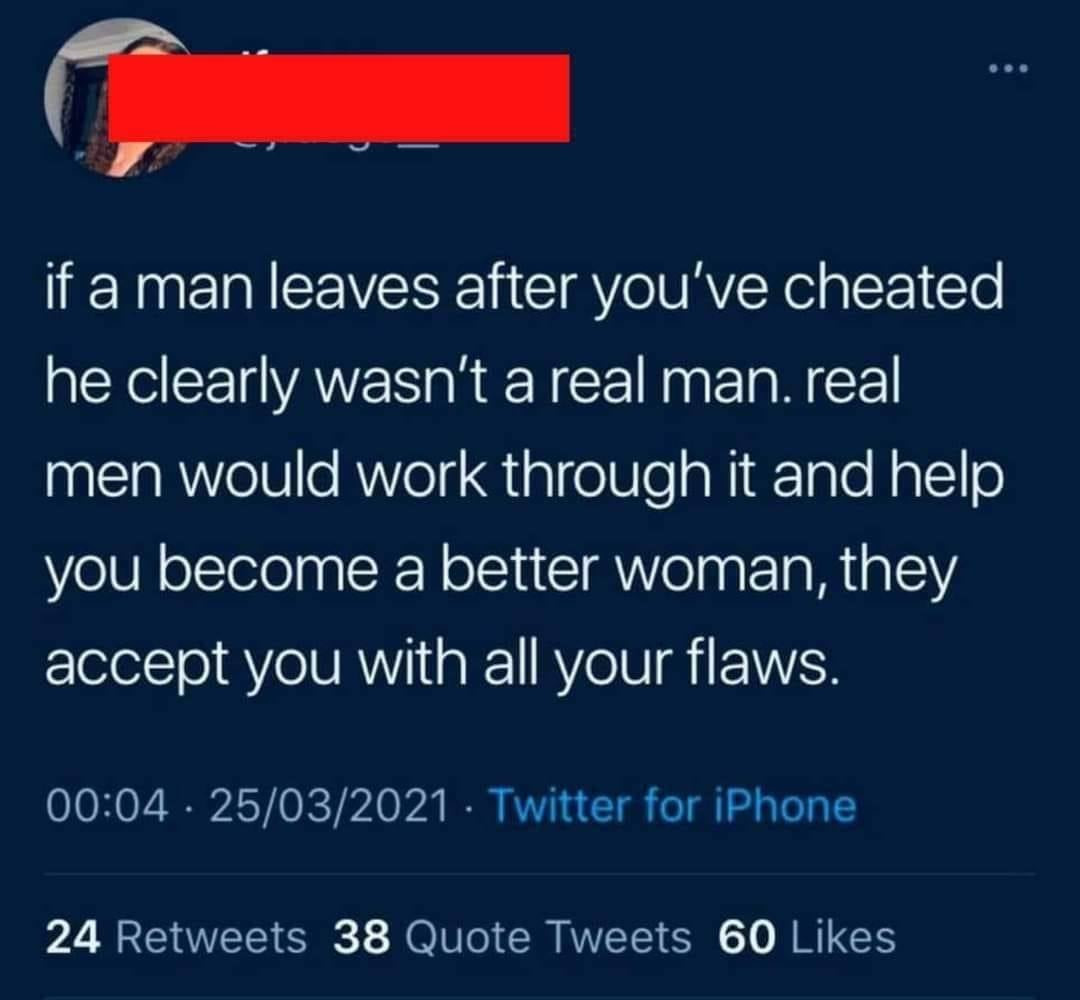 if a man leaves after you've cheated
he clearly wasn't a real man. real
men would work through it and help
you become a better woman, they
accept you with all your flaws.
00:04 · 25/03/2021 · Twitter for iPhone
24 Retweets 38 Quote Tweets 60 Likes